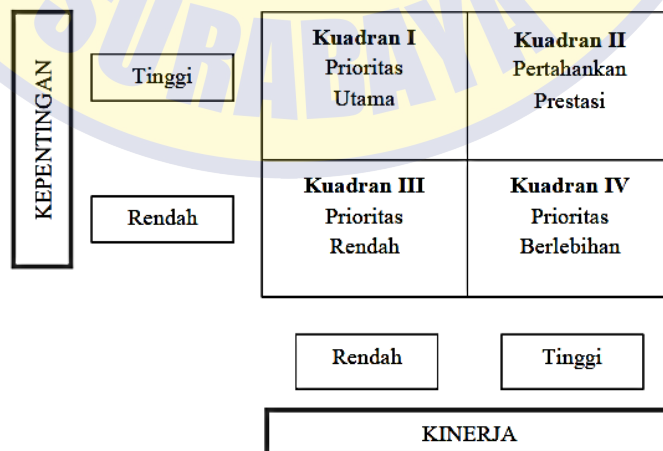 SURABAYA
KEPENTINGAN
Tinggi
Rendah
Kuadran I
Prioritas
Utama
Kuadran II
Pertahankan
Prestasi
Kuadran III
Prioritas
Rendah
Kuadran IV
Prioritas
Berlebihan
Rendah
Tinggi
KINERJA